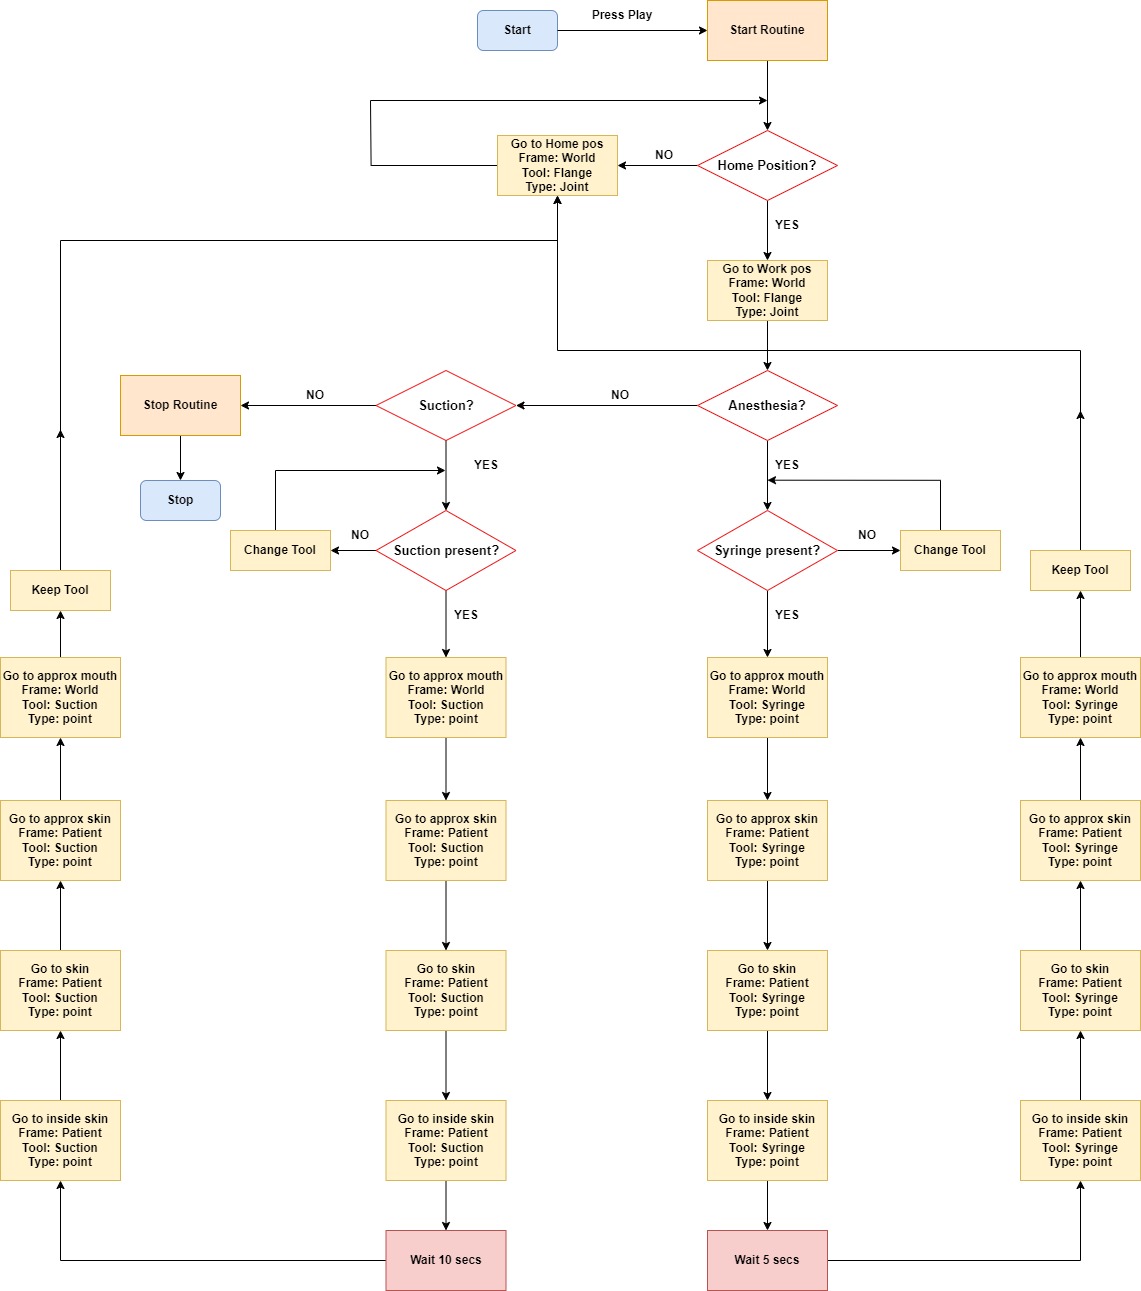 Press Play
Start
Start Routine
Go to Home pos
Frame: World
Tool: Flange
Type: Joint
NO
Home Position?
YES
Go to Work pos
Frame: World
Tool: Flange
Type: Joint
Stop Routine
NO
Suction?
NO
Anesthesia?
YES
YES
Stop
Change Tool
NO
Suction present?
Syringe present?
NO
Change Tool
Keep Tool
YES
YES
Keep Tool
Go to approx mouth
Frame: World
Tool: Suction
Type: point
Go to approx mouth
Frame: World
Tool: Suction
Type: point
Go to approx mouth
Frame: World
Tool: Syringe
Type: point
Go to approx mouth
Frame: World
Tool: Syringe
Type: point
Go to approx skin
Frame: Patient
Tool: Suction
Type: point
Go to approx skin
Frame: Patient
Tool: Suction
Type: point
Go to approx skin
Frame: Patient
Tool: Syringe
Type: point
Go to approx skin
Frame: Patient
Tool: Syringe
Type: point
Go to skin
Frame: Patient
Tool: Suction
Type: point
Go to skin
Frame: Patient
Tool: Suction
Type: point
Go to skin
Frame: Patient
Tool: Syringe
Type: point
Go to skin
Frame: Patient
Tool: Syringe
Type: point
Go to inside skin
Frame: Patient
Tool: Suction
Type: point
Go to inside skin
Frame: Patient
Tool: Suction
Type: point
Go to inside skin
Frame: Patient
Tool: Syringe
Type: point
Go to inside skin
Frame: Patient
Tool: Syringe
Type: point
Wait 10 secs
Wait 5 secs